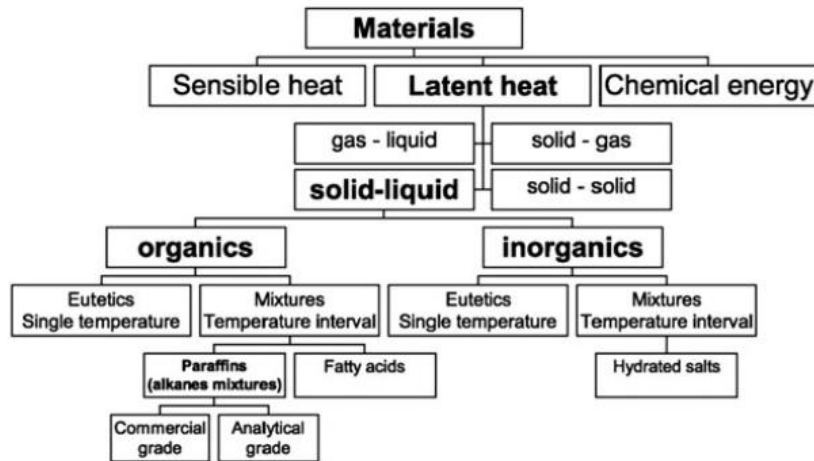 Materials
Sensible heat
Latent heat
Chemical energy
gas - liquid
solid - gas
solid-liquid
solid - solid
organics
inorganics
Eutetics
Single temperature
Mixtures
Temperature interval
Eutetics
Single temperature
Mixtures
Temperature interval
Paraffins
(alkanes mixtures)
Fatty acids
Hydrated salts
Commercial
grade
Analytical
grade